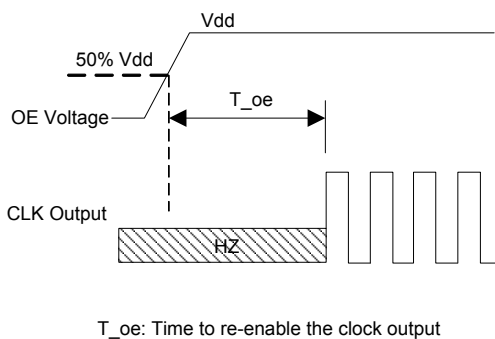 Vdd
50% Vdd
T_oe
OE Voltage
CLK Output
HZ
T_oe: Time to re-enable the clock output